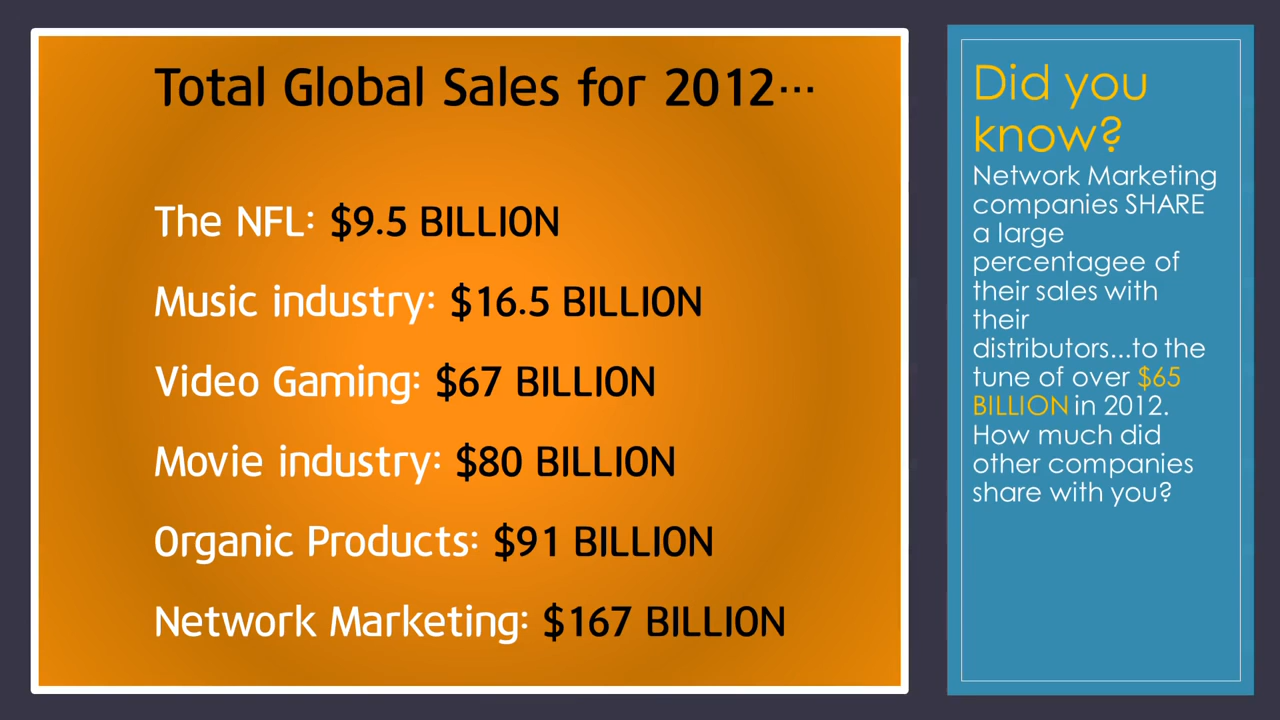 Total Global Sales for 2012...
The NFL: $9.5 BILLION
Music industry: $16.5 BILLION
Video Gaming: $67 BILLION
Movie industry: $80 BILLION
Organic Products: $91 BILLION
Network Marketing: $167 BILLION
Did you
know?
Network Marketing
companies SHARE
a large
percentagee of
their sales with
their
distributors...to the
tune of over $65
BILLION in 2012.
How much did
other companies
share with you?